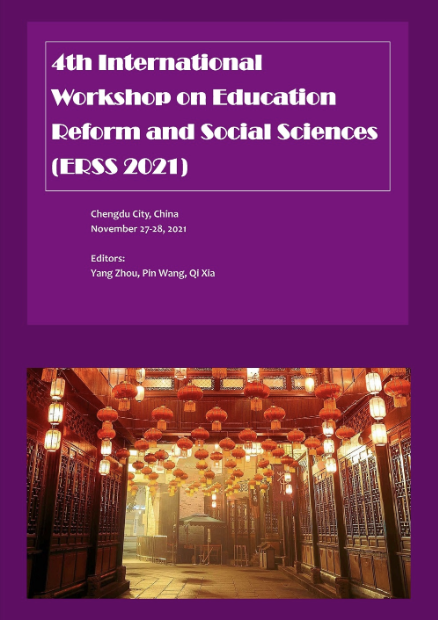 4th International
Workshop on Education
Reform and Social Sciences
(ERSS 2021)
Chengdu City, China
November 27-28, 2021
Editors:
Yang Zhou, Pin Wang, Qi Xia